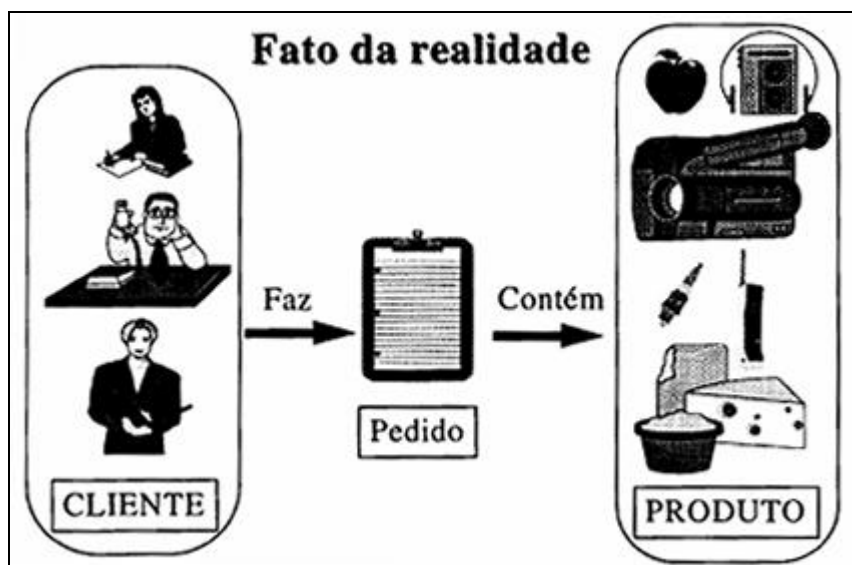 Fato da realidade
Faz
Contém
Pedido
CLIENTE
PRODUTO